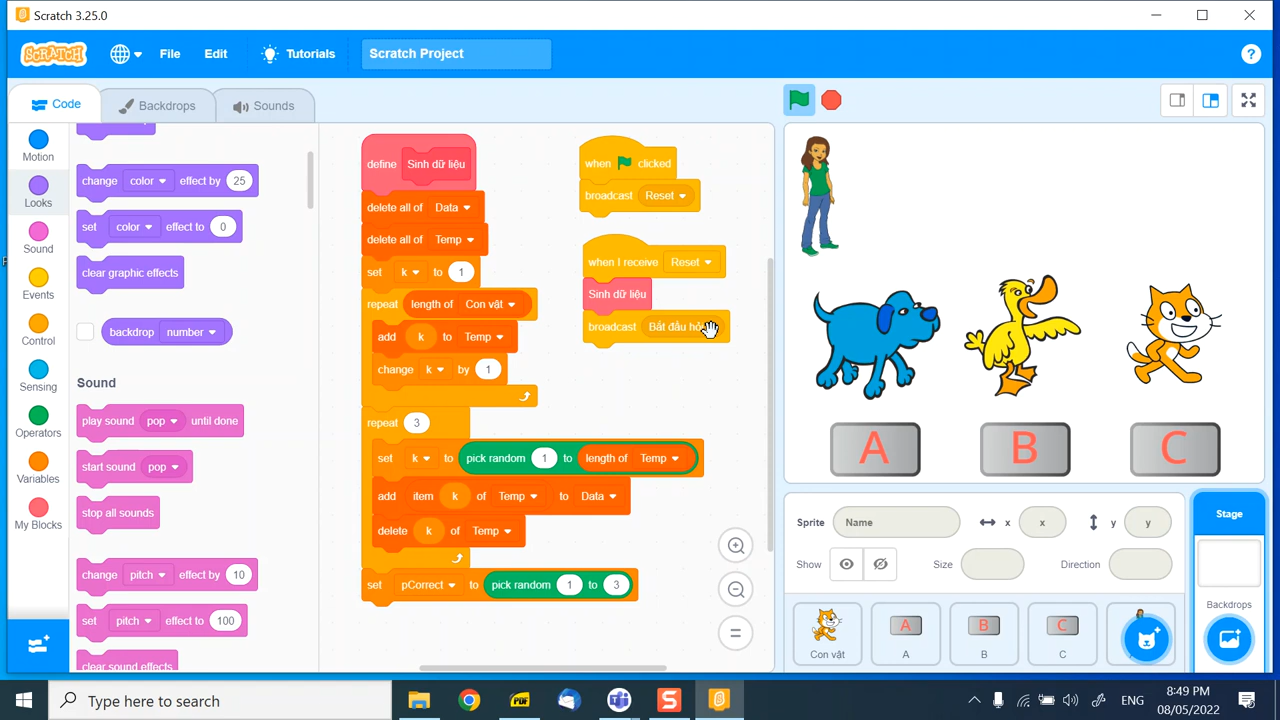 Scratch 3.25.0
SCRATCH
File
Edit
Tutorials
Scratch Project
?
Code
Backdrops
Sounds
Motion
Looks
Sound
Events
Control
Sensing
Operators
Variables
My Blocks
change color effect by 25
set color effect to 0
clear graphic effects
backdrop number
Sound
play sound pop until done
start sound pop
stop all sounds
change pitch effect by 10
set pitch effect to 100
clear sound effects
define Sinh dữ liệu
delete all of Data
delete all of Temp
set k to 1
repeat length of Con vật
add k to Temp
change k by 1
repeat 3
set k to pick random 1 to length of Temp
add item k of Temp to Data
delete k of Temp
set pCorrect to pick random 1 to 3
when clicked
broadcast Reset
when I receive Reset
Sinh dữ liệu
broadcast Bắt đầu
A
B
C
Sprite
Name
x
x
y
y
Show
Size
Direction
Stage
Backdrops
Con vật
A
A
B
B
C
C
Type here to search
PDF
S
ENG
8:49 PM
08/05/2022